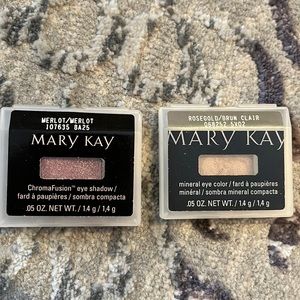 MERLOT/MERLOT
107635 BA25
MARY KAY
ChromaFusion™ eye shadow /
fard à paupières / sombra compacta
.05 OZ. NET WT. / 1.4 g / 1,4 g
ROSEGOLD/BRUN CLAIR
068252 5V02
MARY KAY
mineral eye color / fard à paupières
minéral / sombra mineral compacta
.05 OZ. NET WT. / 1.4 g / 1,4 g